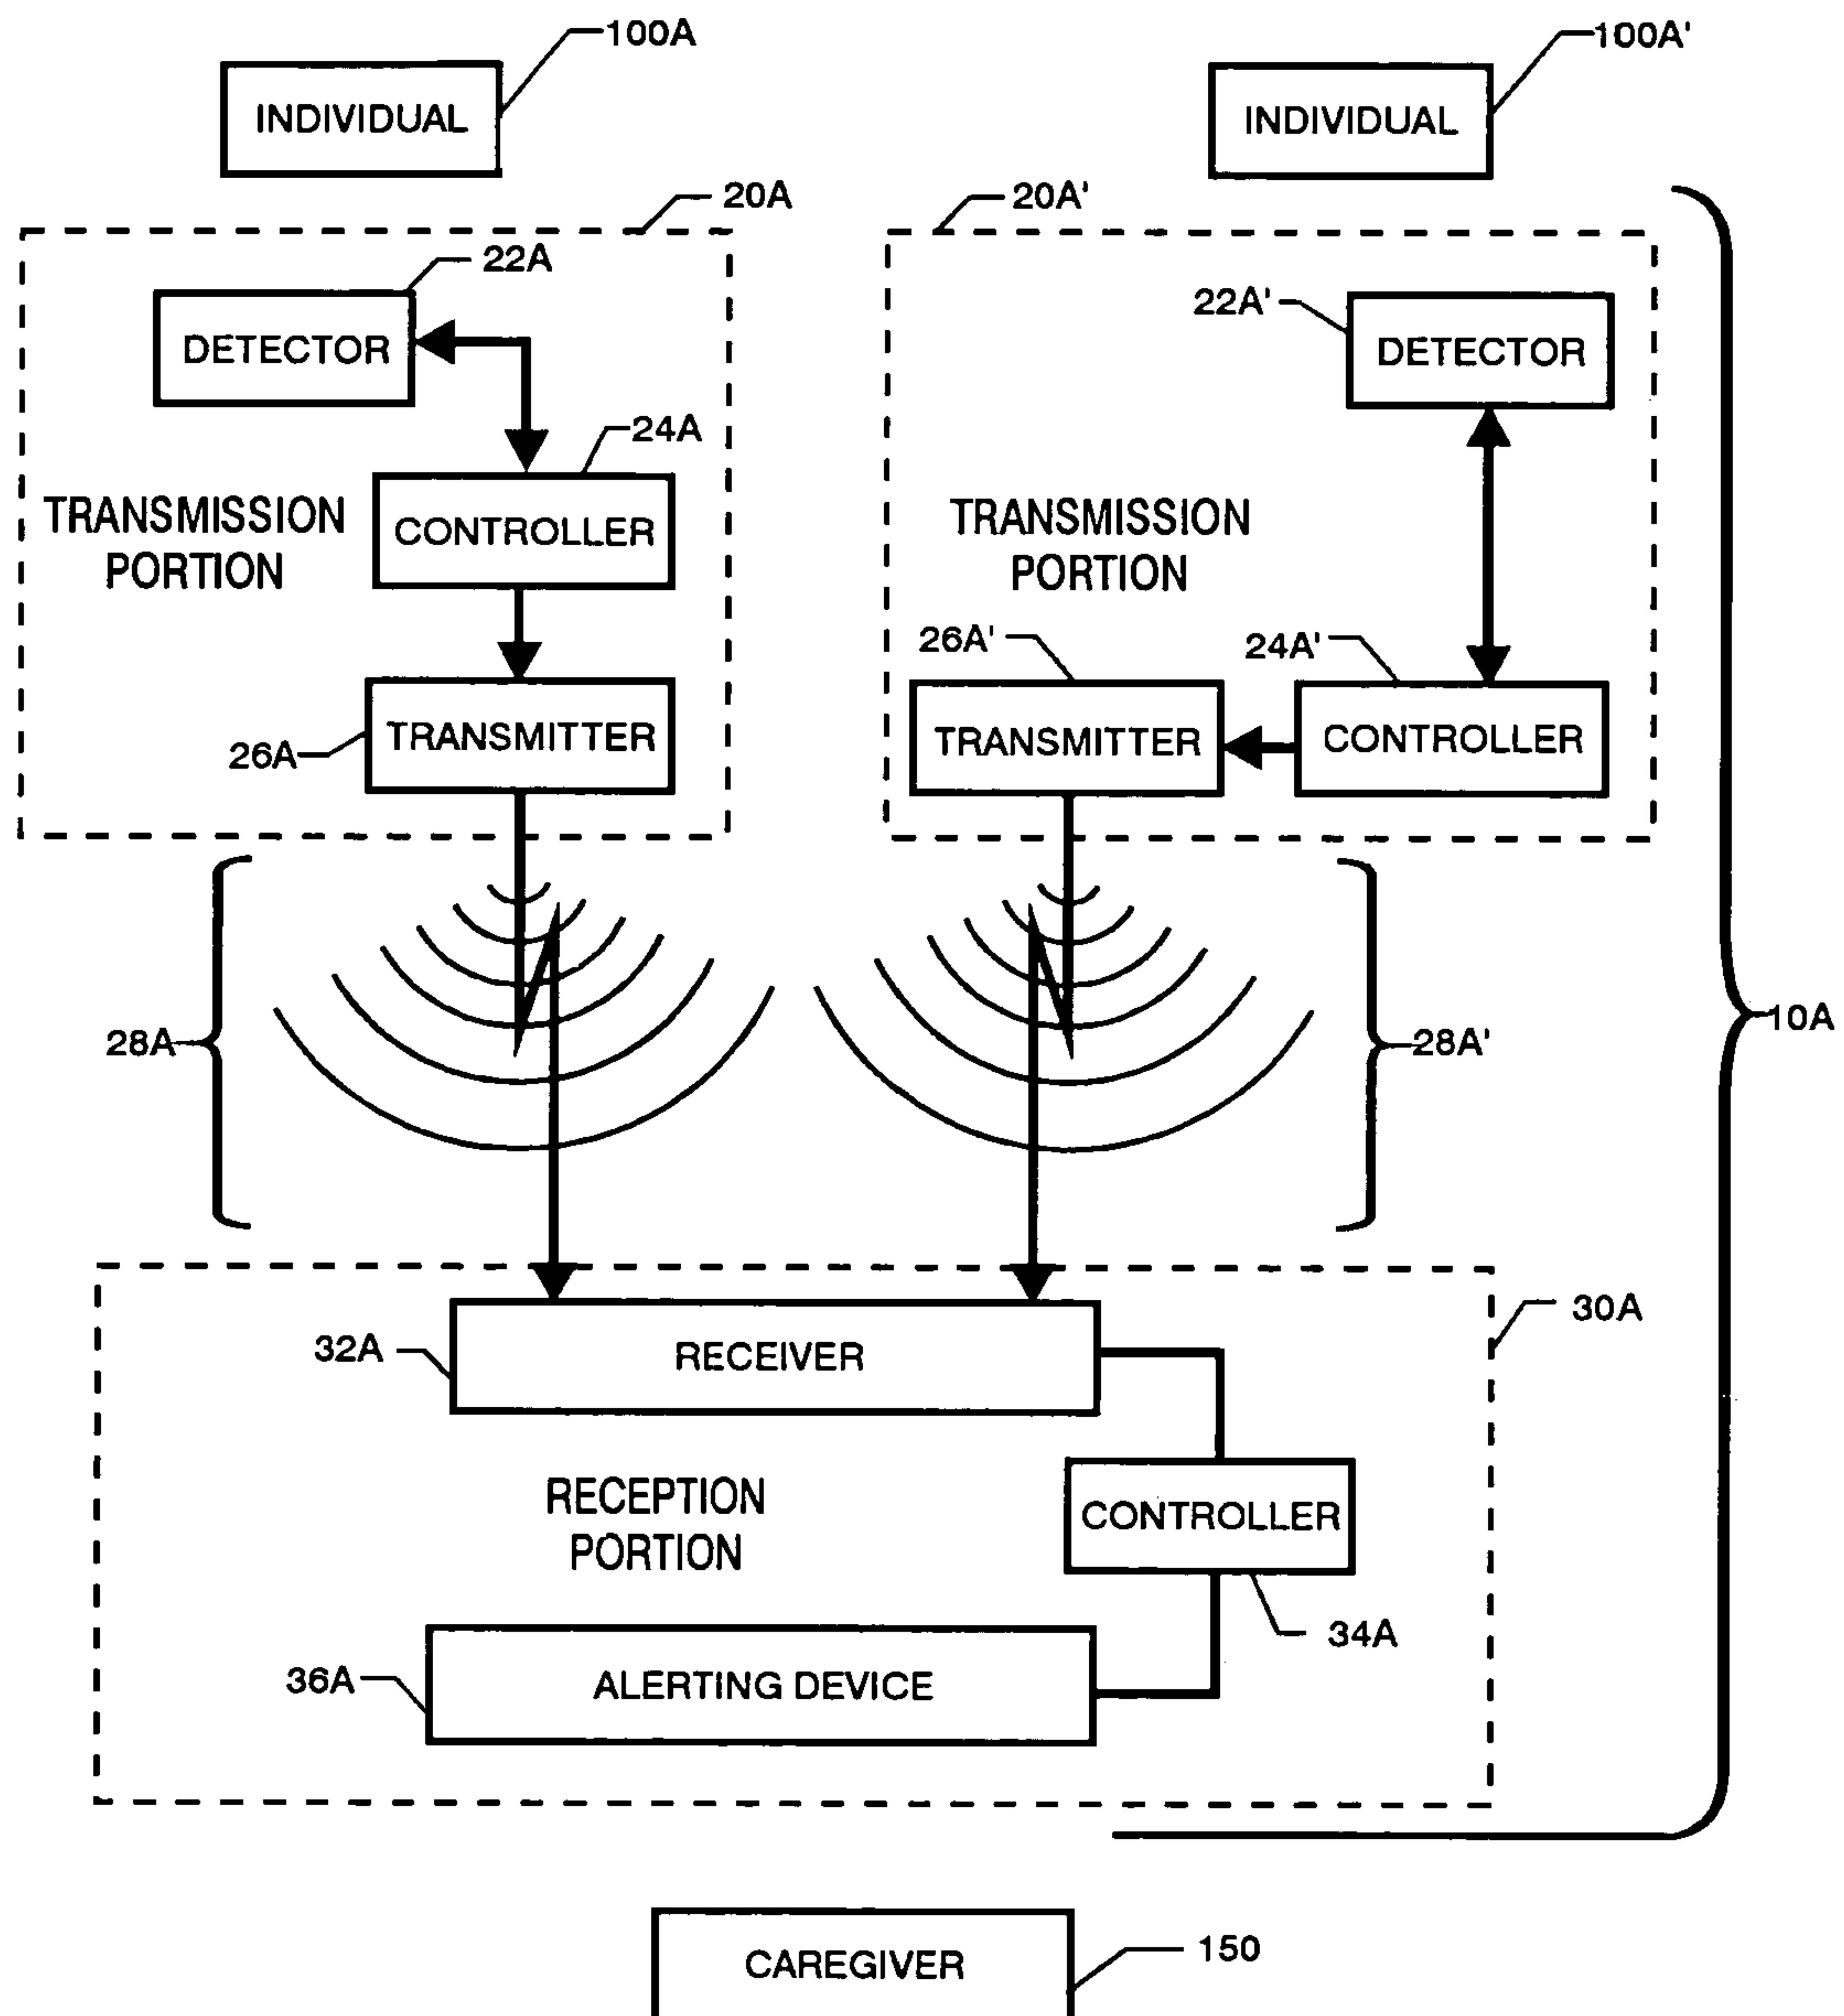 100A
100A'
INDIVIDUAL
INDIVIDUAL
20A
20A'
22A
22A'
DETECTOR
DETECTOR
24A
TRANSMISSION
PORTION
CONTROLLER
TRANSMISSION
PORTION
26A'
24A'
26A
TRANSMITTER
TRANSMITTER
CONTROLLER
28A
28A'
10A
30A
32A
RECEIVER
RECEPTION
PORTION
CONTROLLER
34A
36A
ALERTING DEVICE
CAREGIVER
150